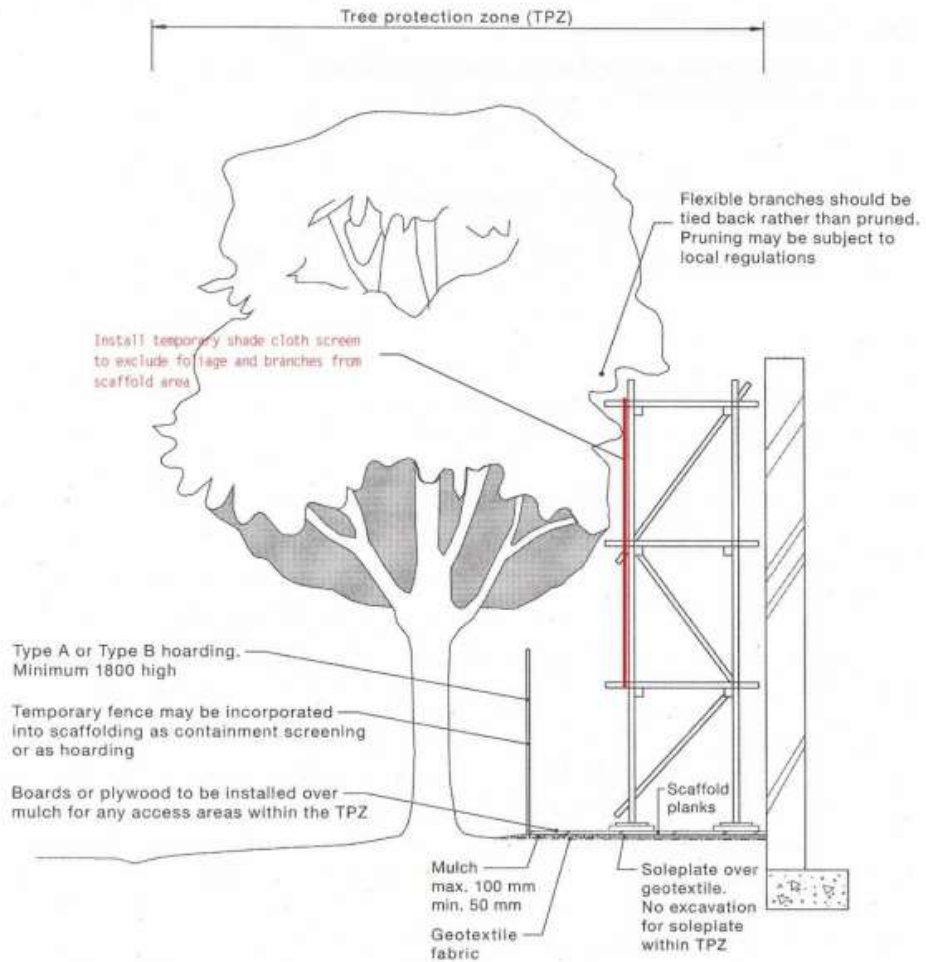 Tree protection zone (TPZ)
Flexible branches should be
tied back rather than pruned.
Pruning may be subject to
local regulations
Install temporary shade cloth screen
to exclude foliage and branches from
scaffold area
Type A or Type B hoarding.
Minimum 1800 high
Temporary fence may be incorporated
into scaffolding as containment screening
or as hoarding
Boards or plywood to be installed over
mulch for any access areas within the TPZ
Scaffold
planks
Mulch
max. 100 mm
min. 50 mm
Geotextile
fabric
Soleplate over
geotextile.
No excavation
for soleplate
within TPZ